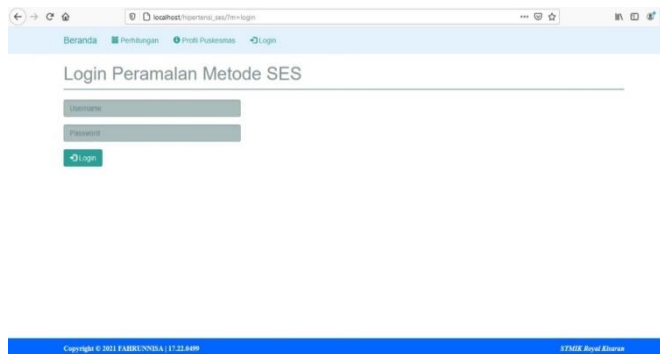 localhost/hipertensi_ses/?m=login
Beranda Perhitungan Profil Puskesmas Login
Login Peramalan Metode SES
Username
Password
Login
Copyright © 2021 FAHRUNNISA | 17.22.0499 STMIK Royal Kisaran